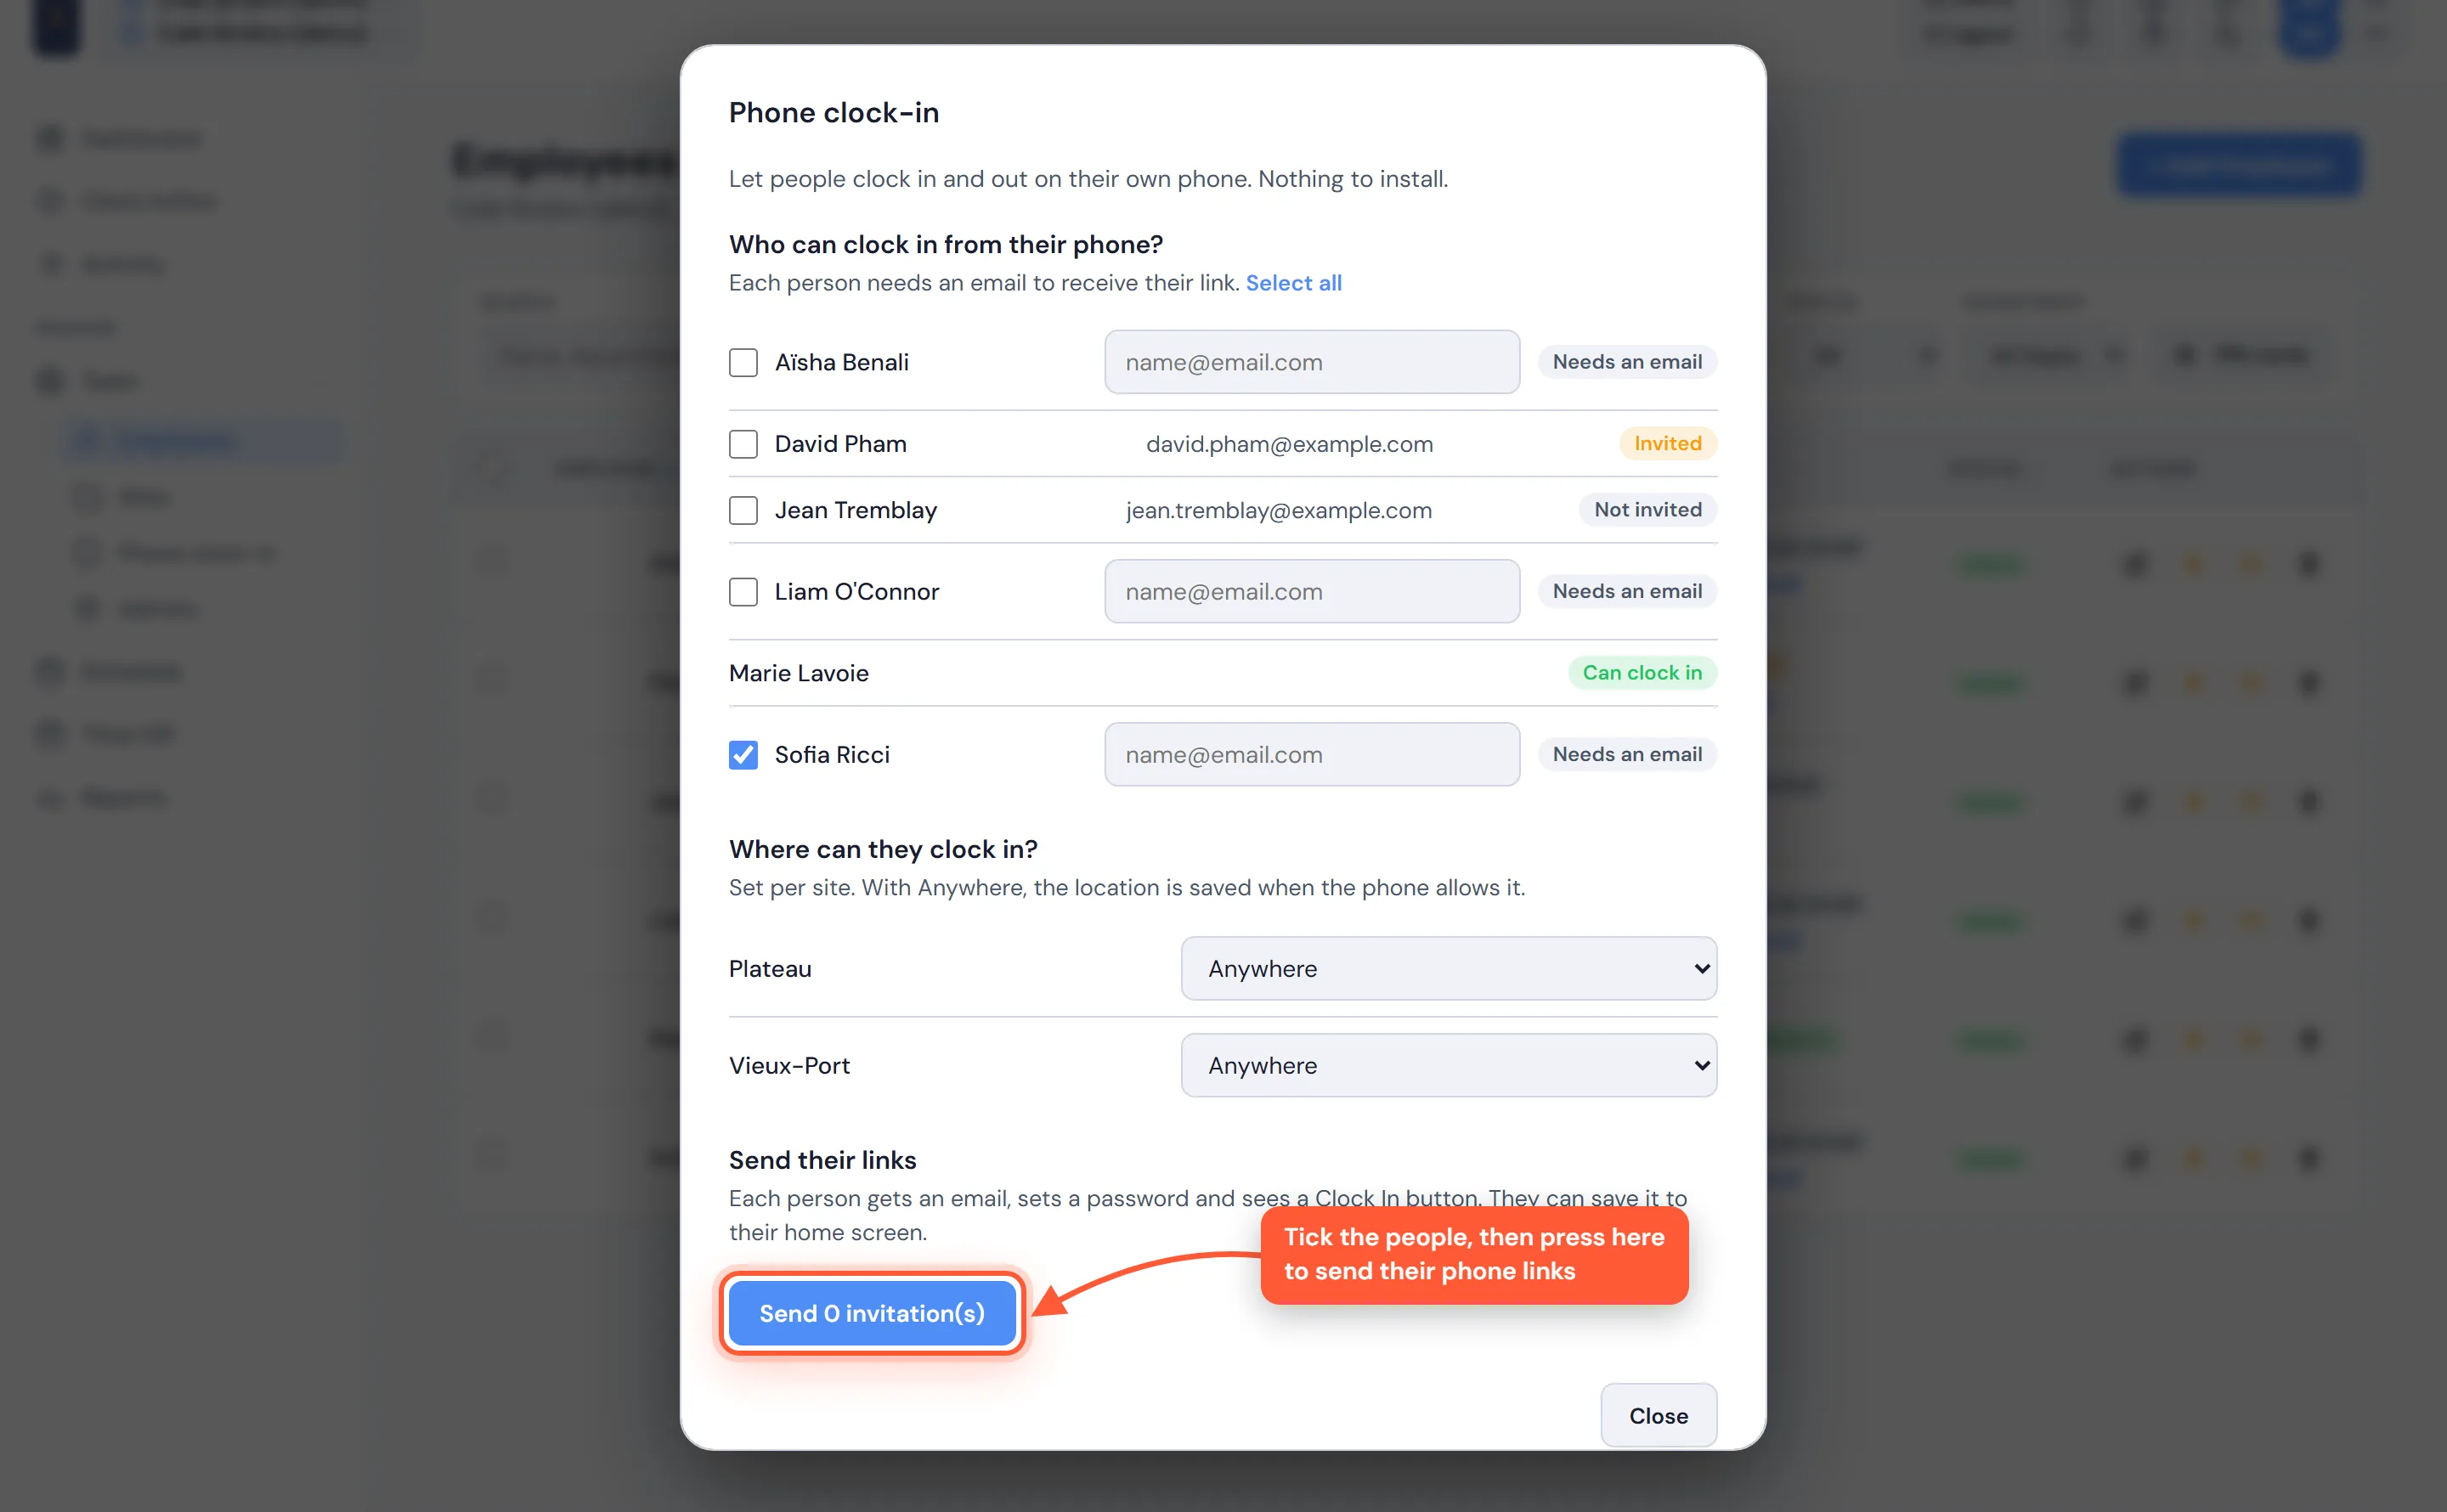 Phone clock-in
Let people clock in and out on their own phone. Nothing to install.
Who can clock in from their phone?
Each person needs an email to receive their link. Select all
Aïsha Benali name@email.com Needs an email
David Pham david.pham@example.com Invited
Jean Tremblay jean.tremblay@example.com Not invited
Liam O'Connor name@email.com Needs an email
Marie Lavoie Can clock in
Sofia Ricci name@email.com Needs an email
Where can they clock in?
Set per site. With Anywhere, the location is saved when the phone allows it.
Plateau Anywhere
Vieux-Port Anywhere
Send their links
Each person gets an email, sets a password and sees a Clock In button. They can save it to
their home screen.
Tick the people, then press here
to send their phone links
Send 0 invitation(s)
Close
Employees